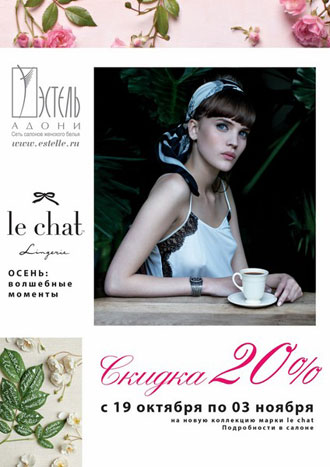 ЭСТЕЛЬ
АДОНИ
Сеть салонов женского белья
www.estelle.ru
le chat
Lingerie
ОСЕНЬ:
волшебные
моменты
Скидка 20%
с 19 октября по 03 ноября
на новую коллекцию марки le chat
Подробности в салоне